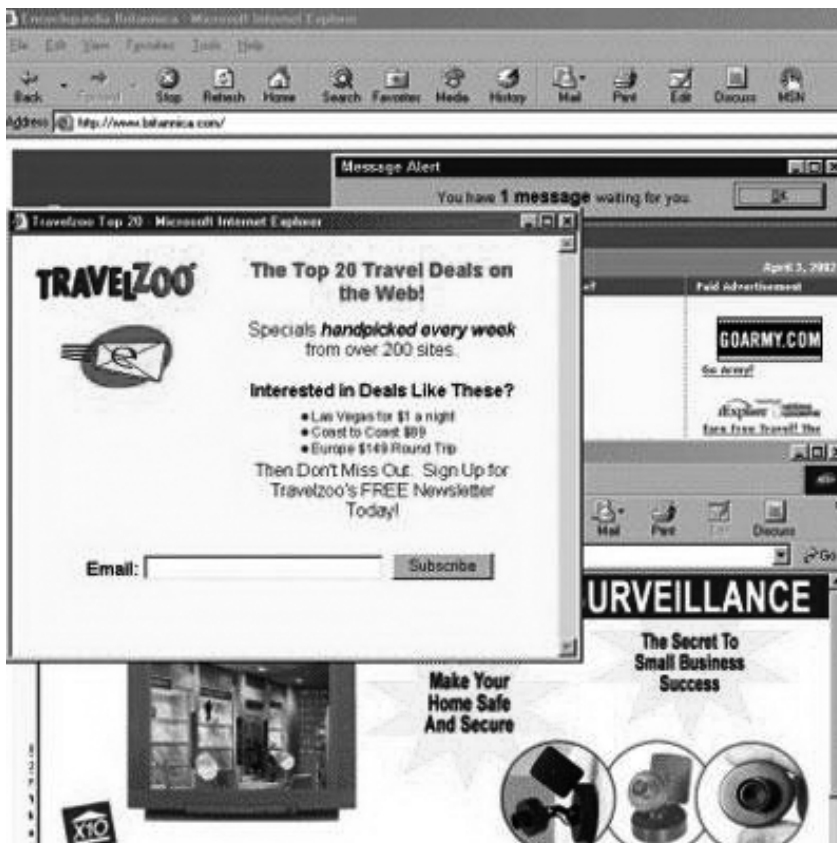 Encyclopædia Britannica - Microsoft Internet Explorer
File Edit View Favorites Tools Help
Back Forward Stop Refresh Home Search Favorites Media History Mail Print Edit Discuss MSN
Address http://www.britannica.com/
Message Alert
You have 1 message waiting for you.
OK
Travelzoo Top 20 - Microsoft Internet Explorer
TRAVELZOO
The Top 20 Travel Deals on
the Web!
Specials handpicked every week
from over 200 sites.
Interested in Deals Like These?
• Las Vegas for $1 a night
• Coast to Coast $89
• Europe $149 Round Trip
Then Don't Miss Out. Sign Up for
Travelzoo's FREE Newsletter
Today!
Email:
Subscribe
April 3, 2002
Paid Advertisement
GOARMY.COM
Go Army!
Earn Free Travel! The
Mail Print Edit Discuss
Go
URVEILLANCE
The Secret To
Small Business
Success
Make Your
Home Safe
And Secure
X10